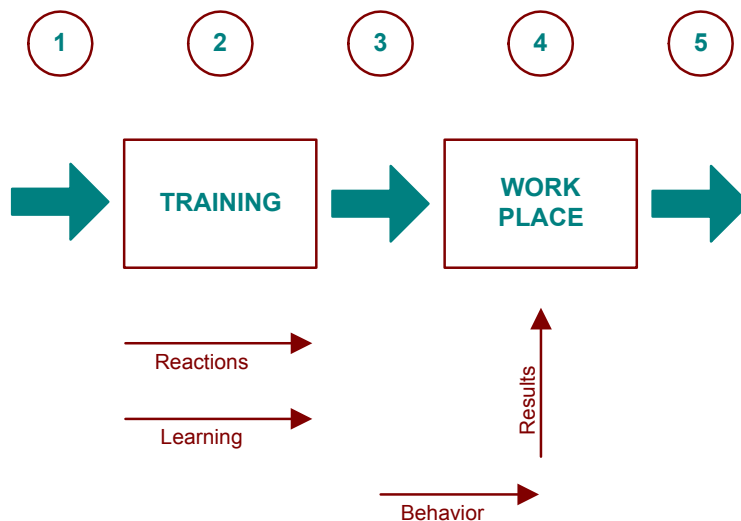 1
2
3
4
5
TRAINING
WORK
PLACE
Reactions
Learning
Results
Behavior